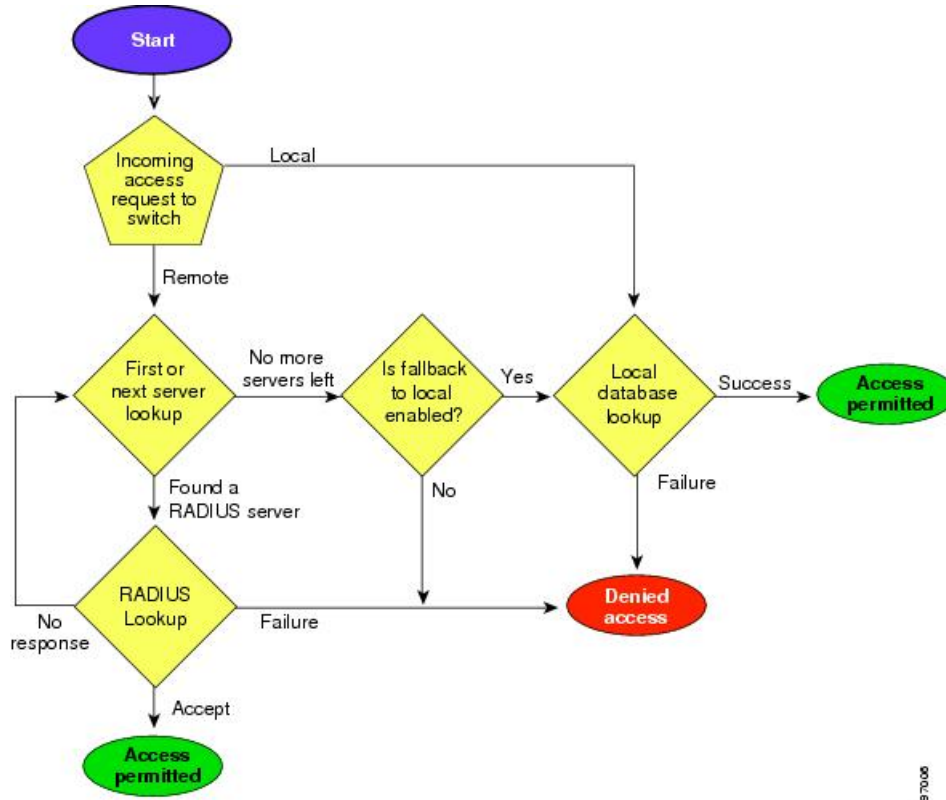 Start
Incoming
access
request to
switch
Local
Remote
First or
next server
lookup
No more
servers left
Is fallback
to local
enabled?
Yes
Local
database
lookup
Success
Access
permitted
Found a
RADIUS server
No
Failure
RADIUS
Lookup
No
response
Failure
Denied
access
Accept
Access
permitted
97006